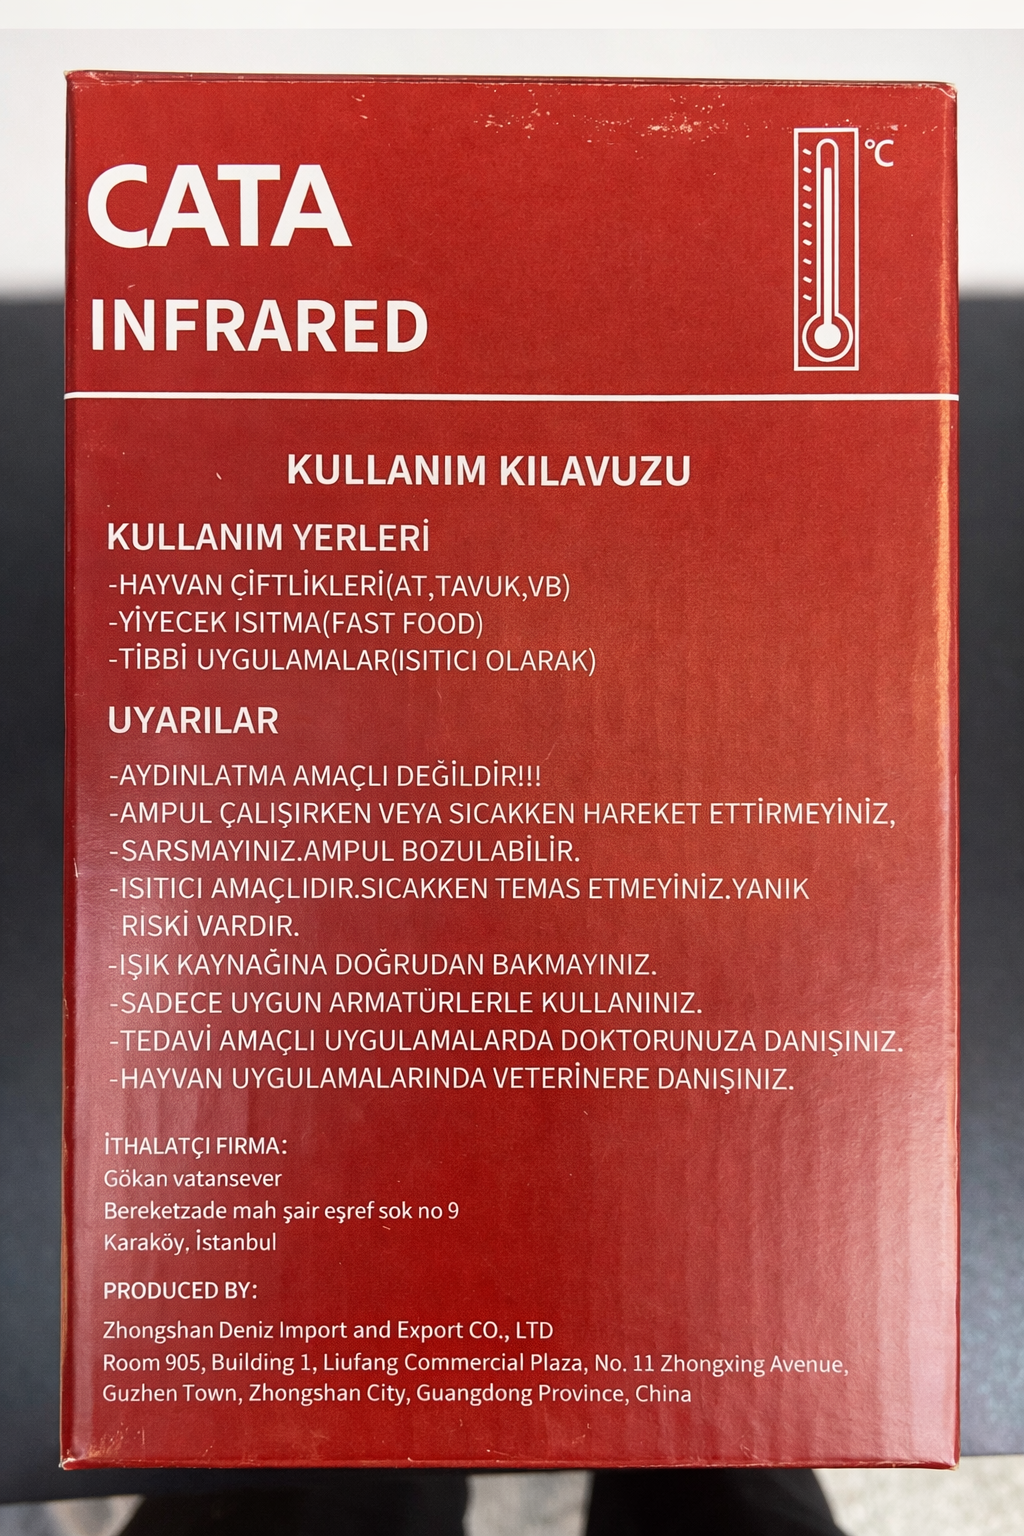 CATA
°C
INFRARED
KULLANIM KILAVUZU
KULLANIM YERLERİ
-HAYVAN ÇİFTLİKLERİ(AT,TAVUK,VB)
-YİYECEK ISITMA(FAST FOOD)
-TİBBİ UYGULAMALAR(ISITICI OLARAK)
UYARILAR
-AYDINLATMA AMAÇLI DEĞİLDİR!!!
-AMPUL ÇALIŞIRKEN VEYA SICAKKEN HAREKET ETTİRMEYİNİZ,
-SARSMAYINIZ.AMPUL BOZULABİLİR.
-ISITICI AMAÇLIDIR.SICAKKEN TEMAS ETMEYİNİZ.YANIK
RİSKİ VARDIR.
-IŞIK KAYNAĞINA DOĞRUDAN BAKMAYINIZ.
-SADECE UYGUN ARMATÜRLERLE KULLANINIZ.
-TEDAVİ AMAÇLI UYGULAMALARDA DOKTORUNUZA DANIŞINIZ.
-HAYVAN UYGULAMALARINDA VETERİNERE DANIŞINIZ.
İTHALATÇI FIRMA:
Gökan vatansever
Bereketzade mah şair eşref sok no 9
Karaköy, İstanbul
PRODUCED BY:
Zhongshan Deniz Import and Export CO., LTD
Room 905, Building 1, Liufang Commercial Plaza, No. 11 Zhongxing Avenue,
Guzhen Town, Zhongshan City, Guangdong Province, China